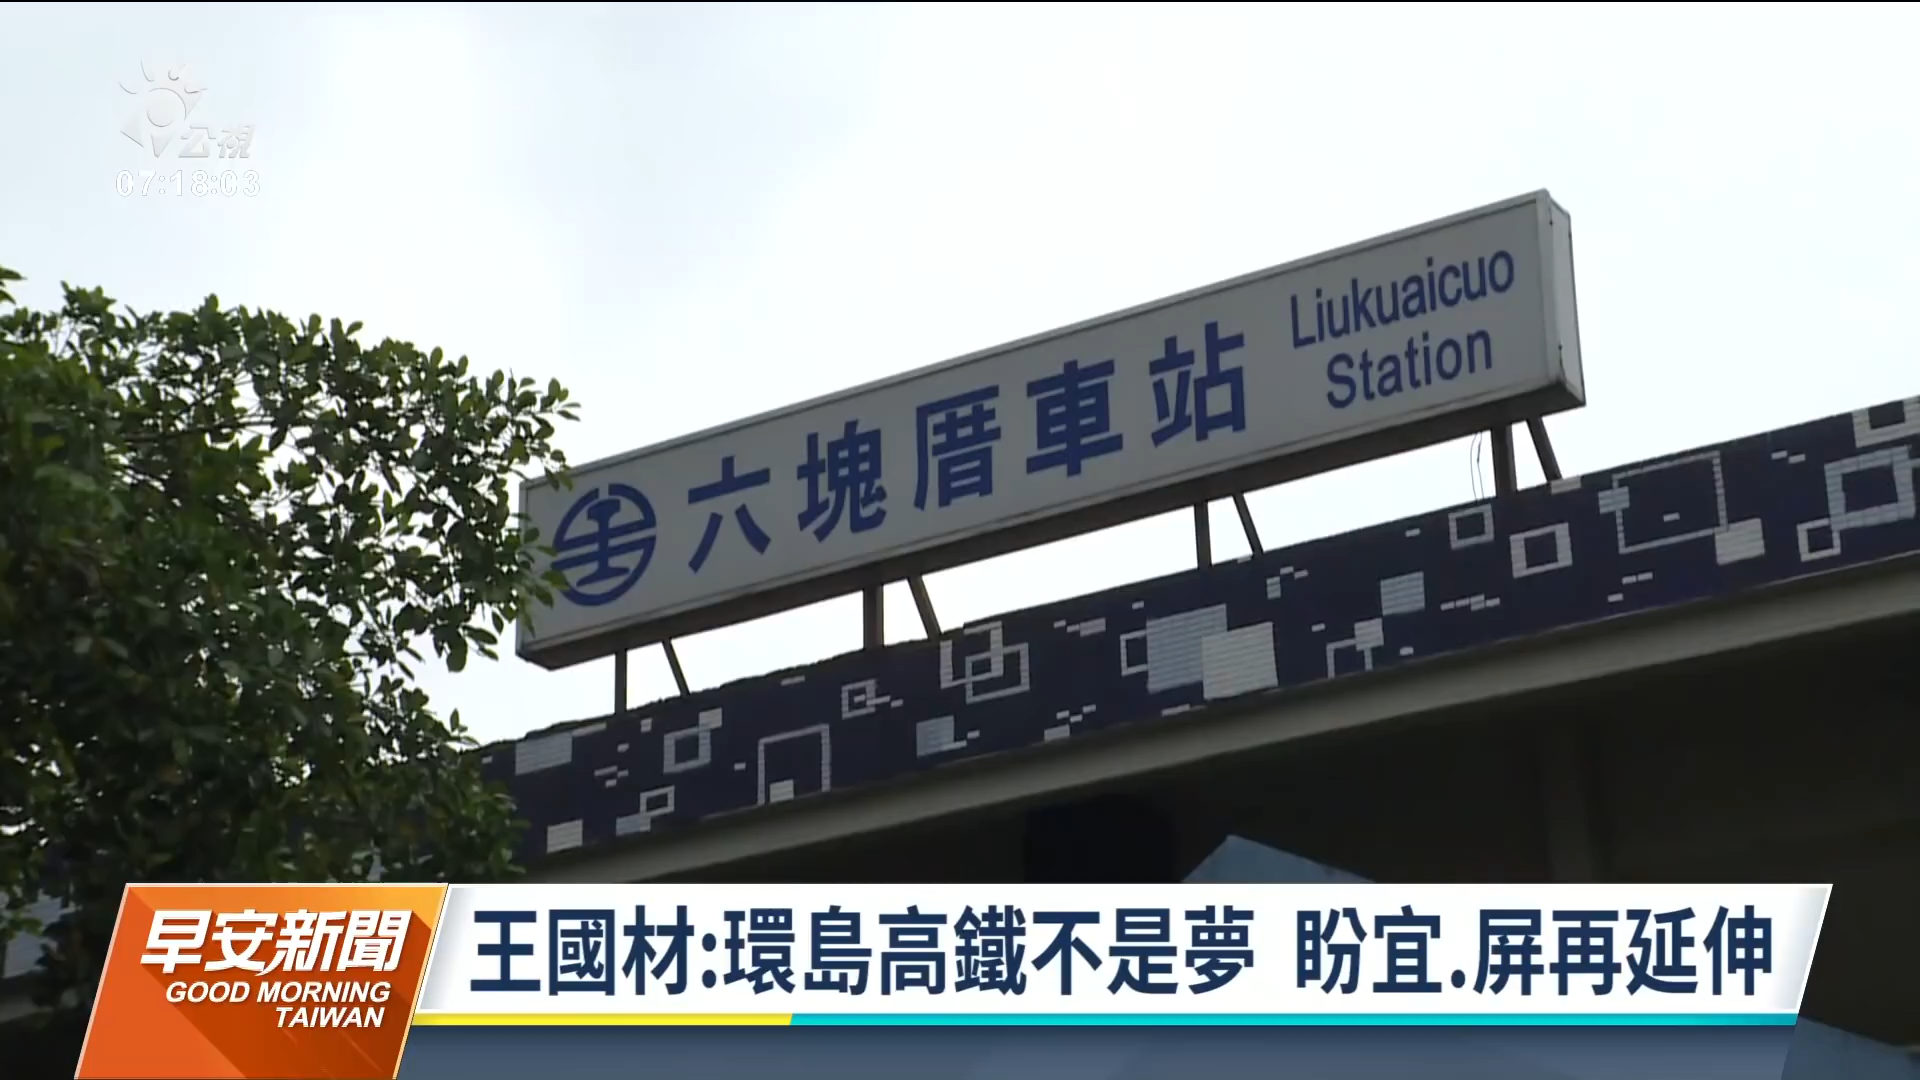 公視
07:18:03
六塊厝車站
Liukuaicuo
Station
早安新聞
GOOD MORNING
TAIWAN
王國材:環島高鐵不是夢 盼宜.屏再延伸